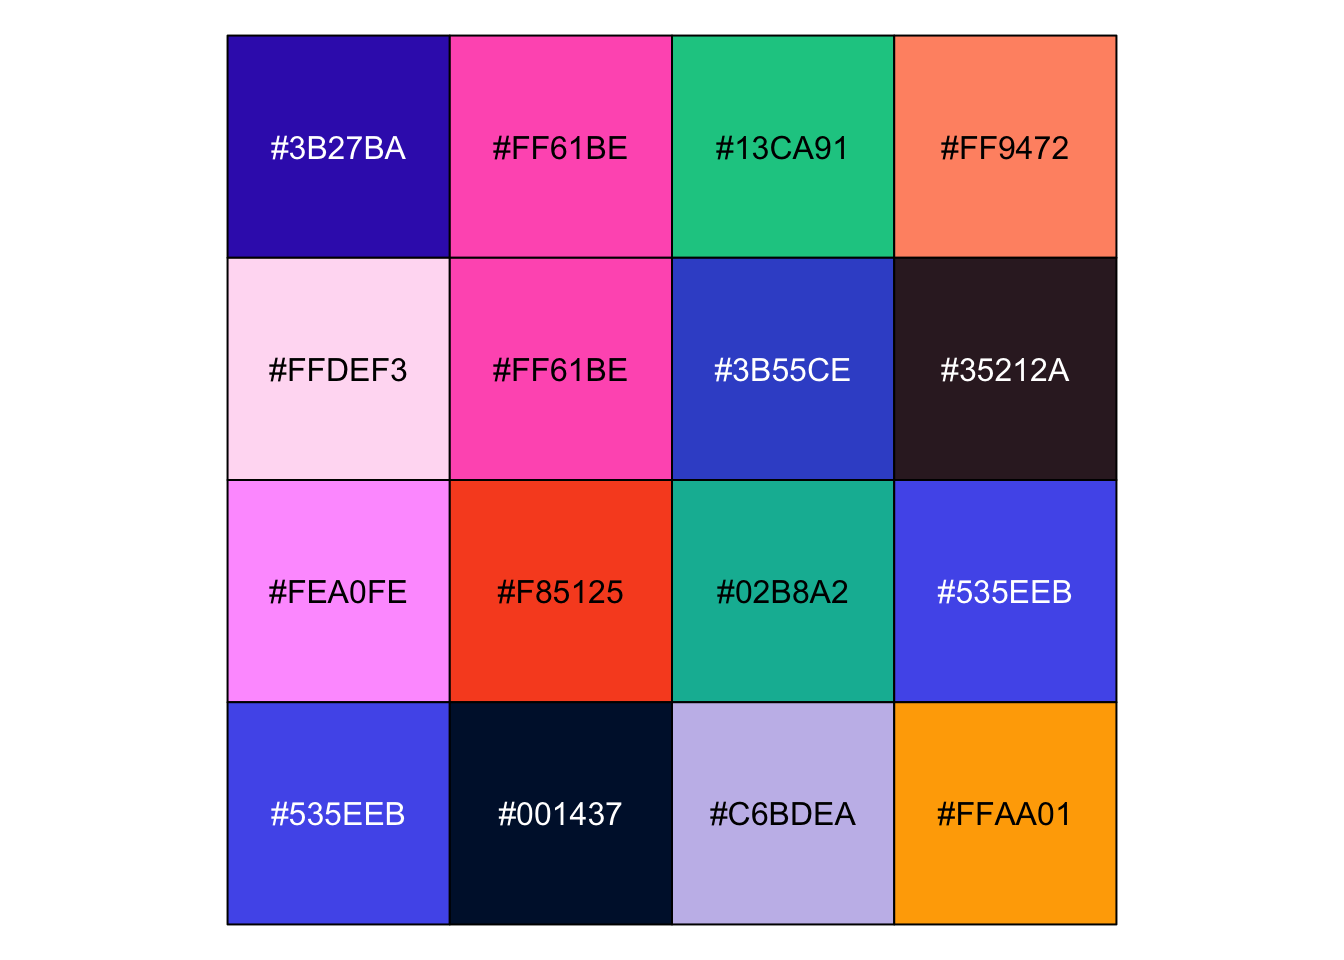 #3B27BA #FF61BE #13CA91 #FF9472
#FFDEF3 #FF61BE #3B55CE #35212A
#FEA0FE #F85125 #02B8A2 #535EEB
#535EEB #001437 #C6BDEA #FFAA01